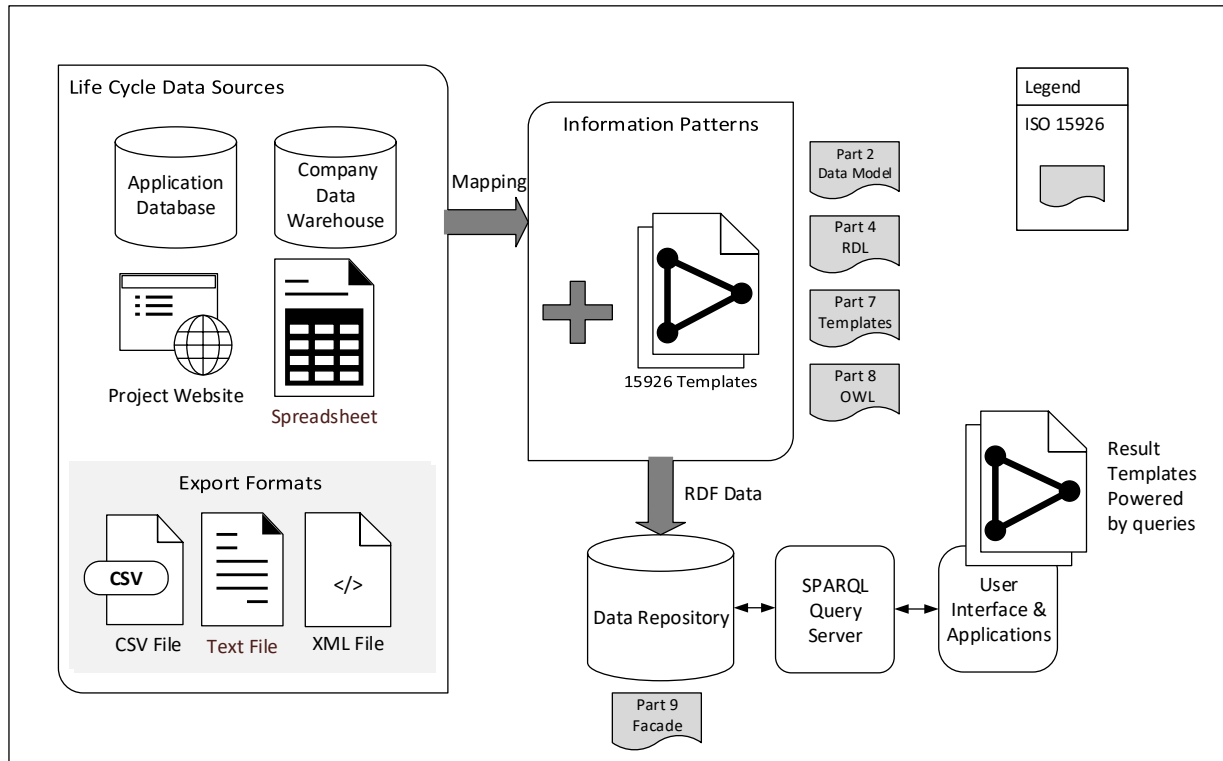 Life Cycle Data Sources
Application
Database
Company
Data
Warehouse
Project Website
Spreadsheet
Export Formats
CSV
</>
CSV File
Text File
XML File
Mapping
Information Patterns
15926 Templates
Part 2
Data Model
Part 4
RDL
Part 7
Templates
Part 8
OWL
Legend
ISO 15926
RDF Data
Data Repository
Part 9
Facade
SPARQL
Query
Server
User
Interface &
Applications
Result
Templates
Powered
by queries